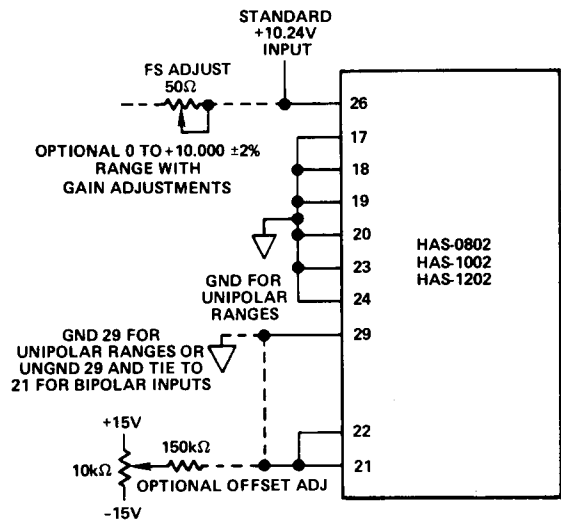 STANDARD
+10.24V
INPUT
FS ADJUST
50Ω
26
OPTIONAL 0 TO +10.000 ±2%
RANGE WITH
GAIN ADJUSTMENTS
17
18
19
20
23
24
HAS-0802
HAS-1002
HAS-1202
GND FOR
UNIPOLAR
RANGES
29
GND 29 FOR
UNIPOLAR RANGES OR
UNGND 29 AND TIE TO
21 FOR BIPOLAR INPUTS
22
+15V
150kΩ
21
10kΩ
OPTIONAL OFFSET ADJ
-15V